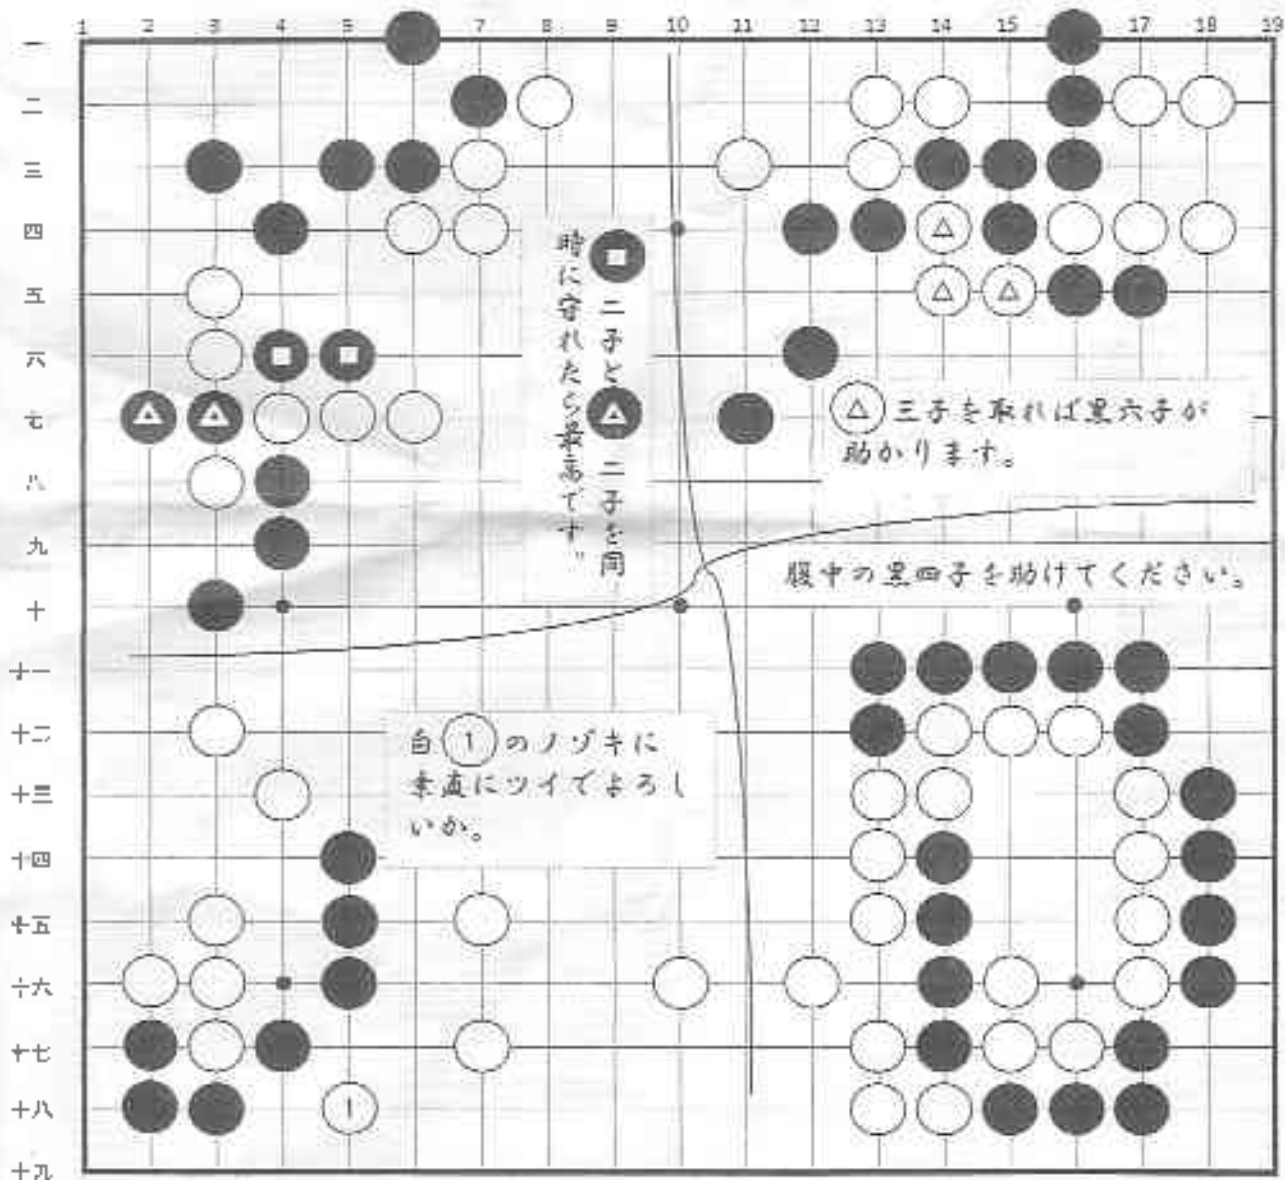 1 2 3 4 5 6 7 8 9 10 11 12 13 14 15 16 17 18 19
一
二
三
四
五
六
七
八
九
十
十一
十二
十三
十四
十五
十六
十七
十八
十九
二子と 二子を同
時に守れたら最高です。
三子を取れば黒六子が
助かります。
腹中の黒四子を助けてください。
白①のノゾキに
素直にツイでよろし
いか。
1